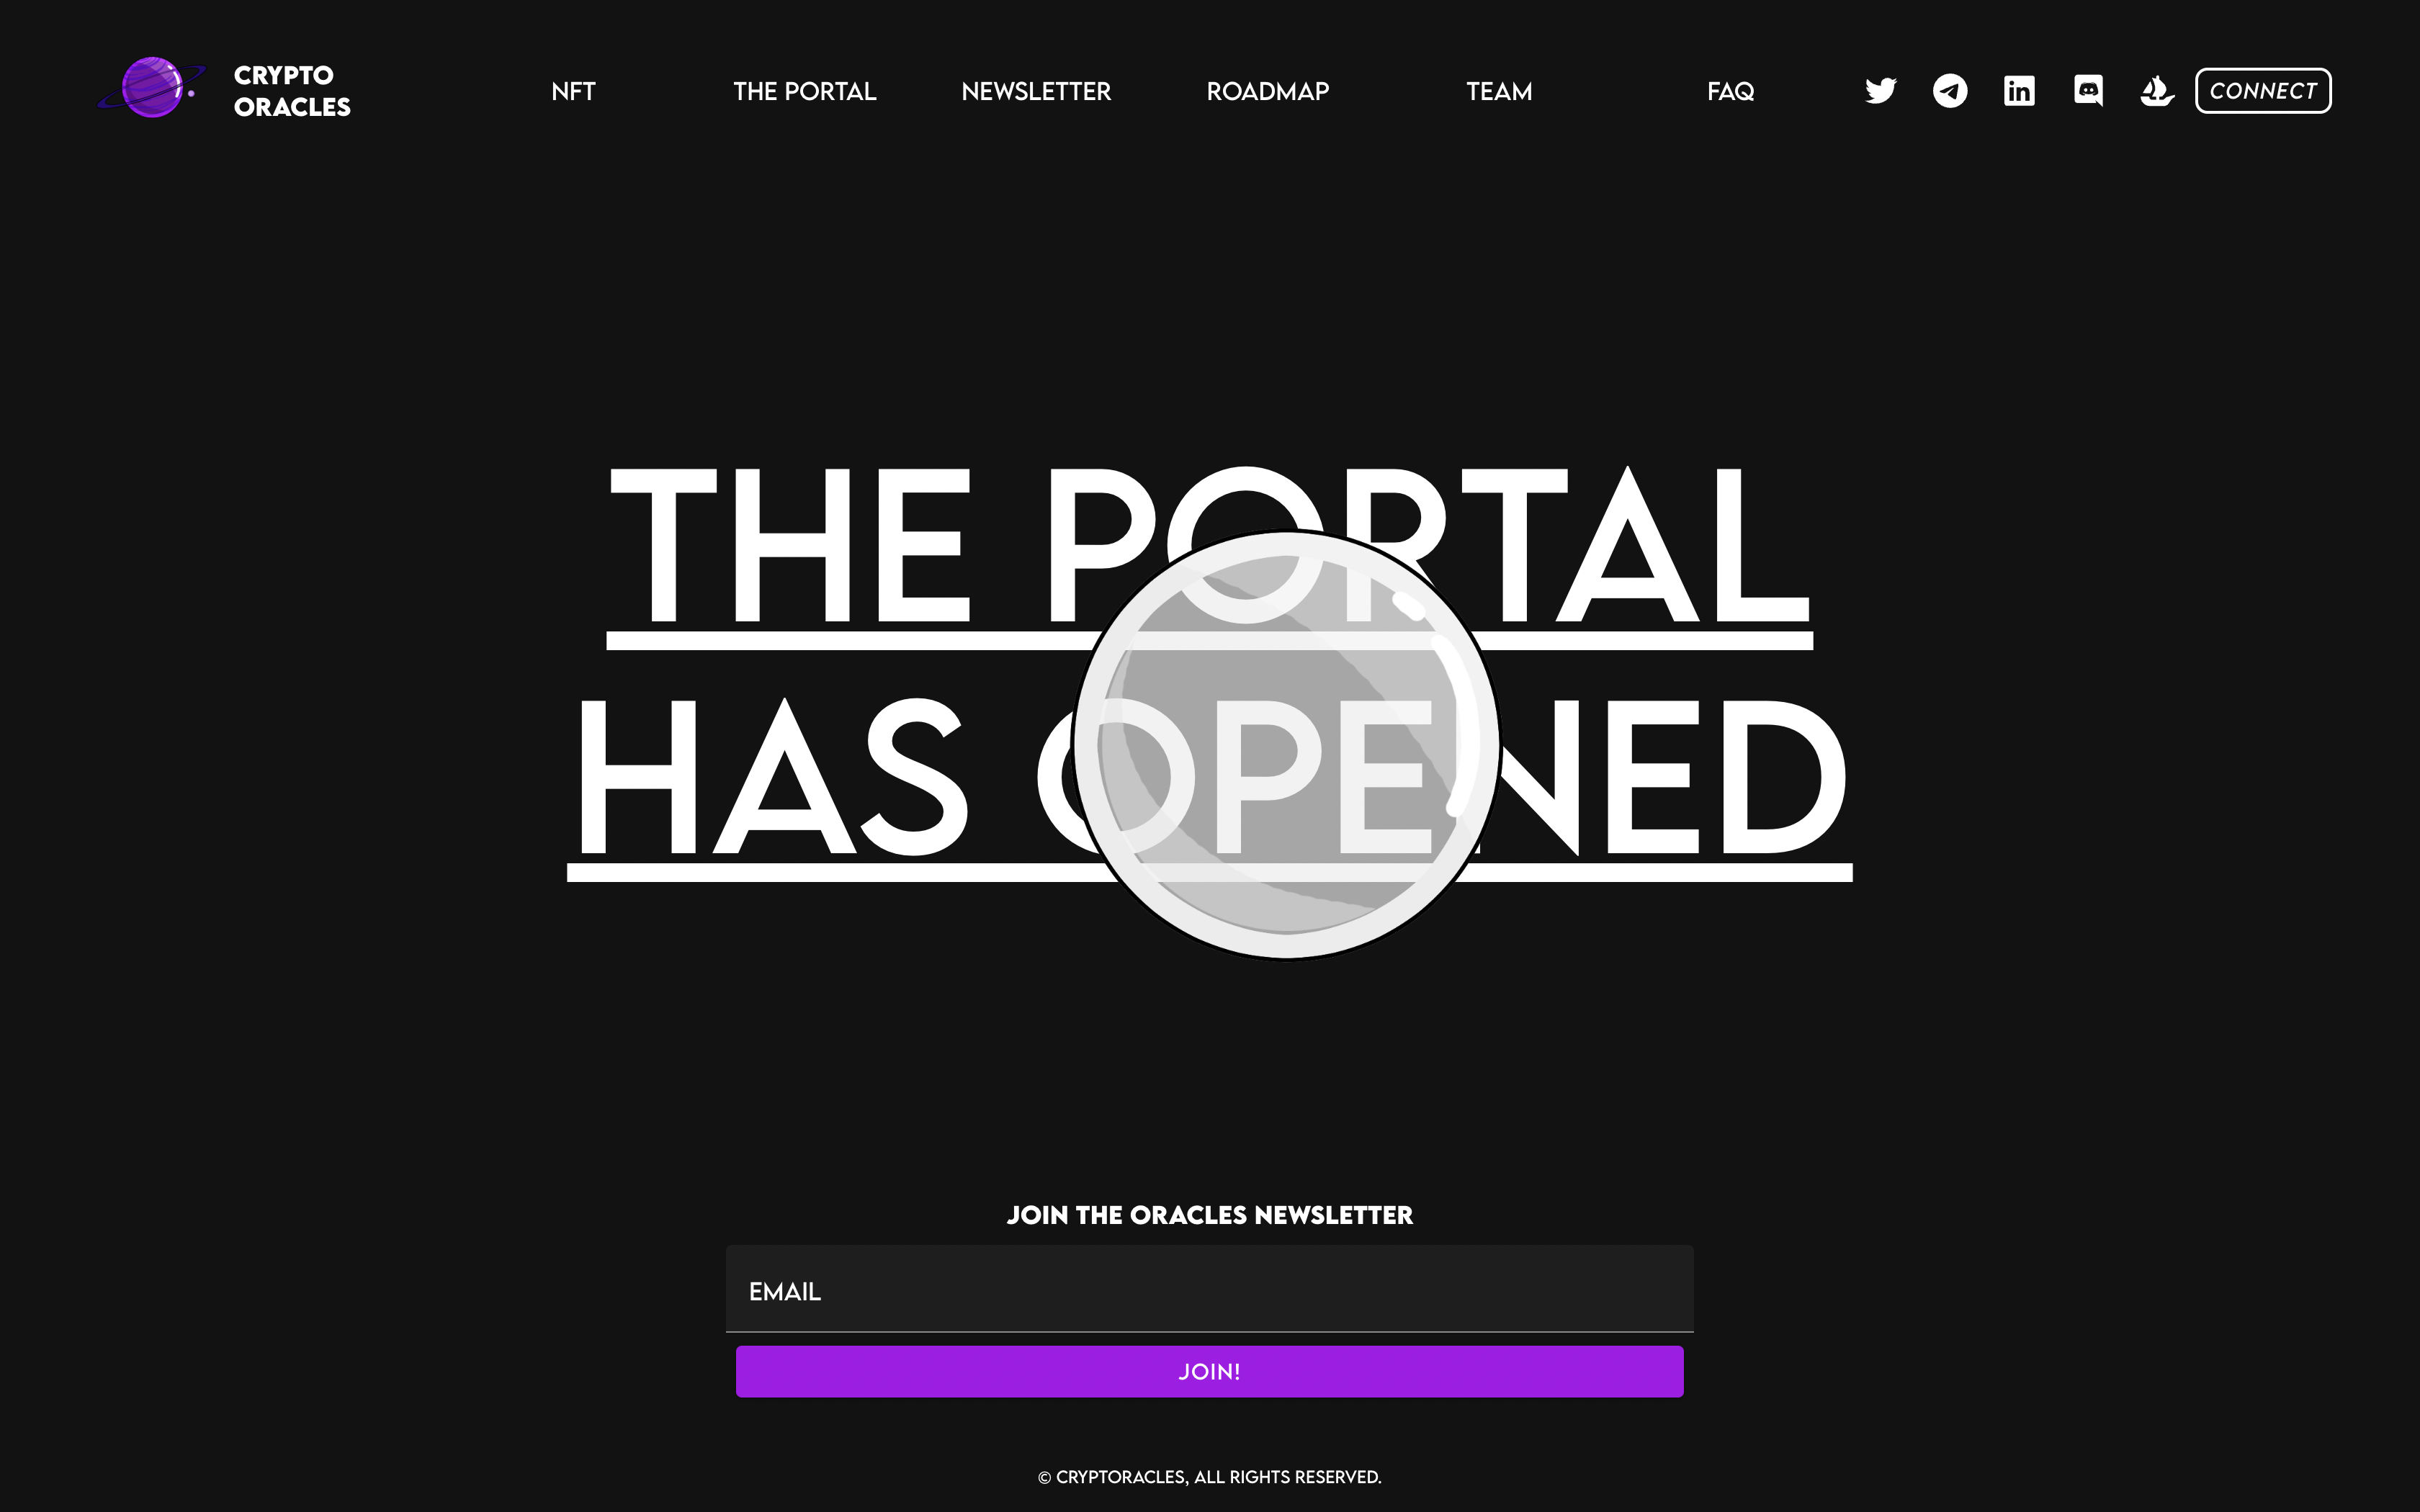 CRYPTO
ORACLES
NFT THE PORTAL NEWSLETTER ROADMAP TEAM FAQ CONNECT
THE PORTAL
HAS OPENED
JOIN THE ORACLES NEWSLETTER
EMAIL
JOIN!
© CRYPTORACLES, ALL RIGHTS RESERVED.